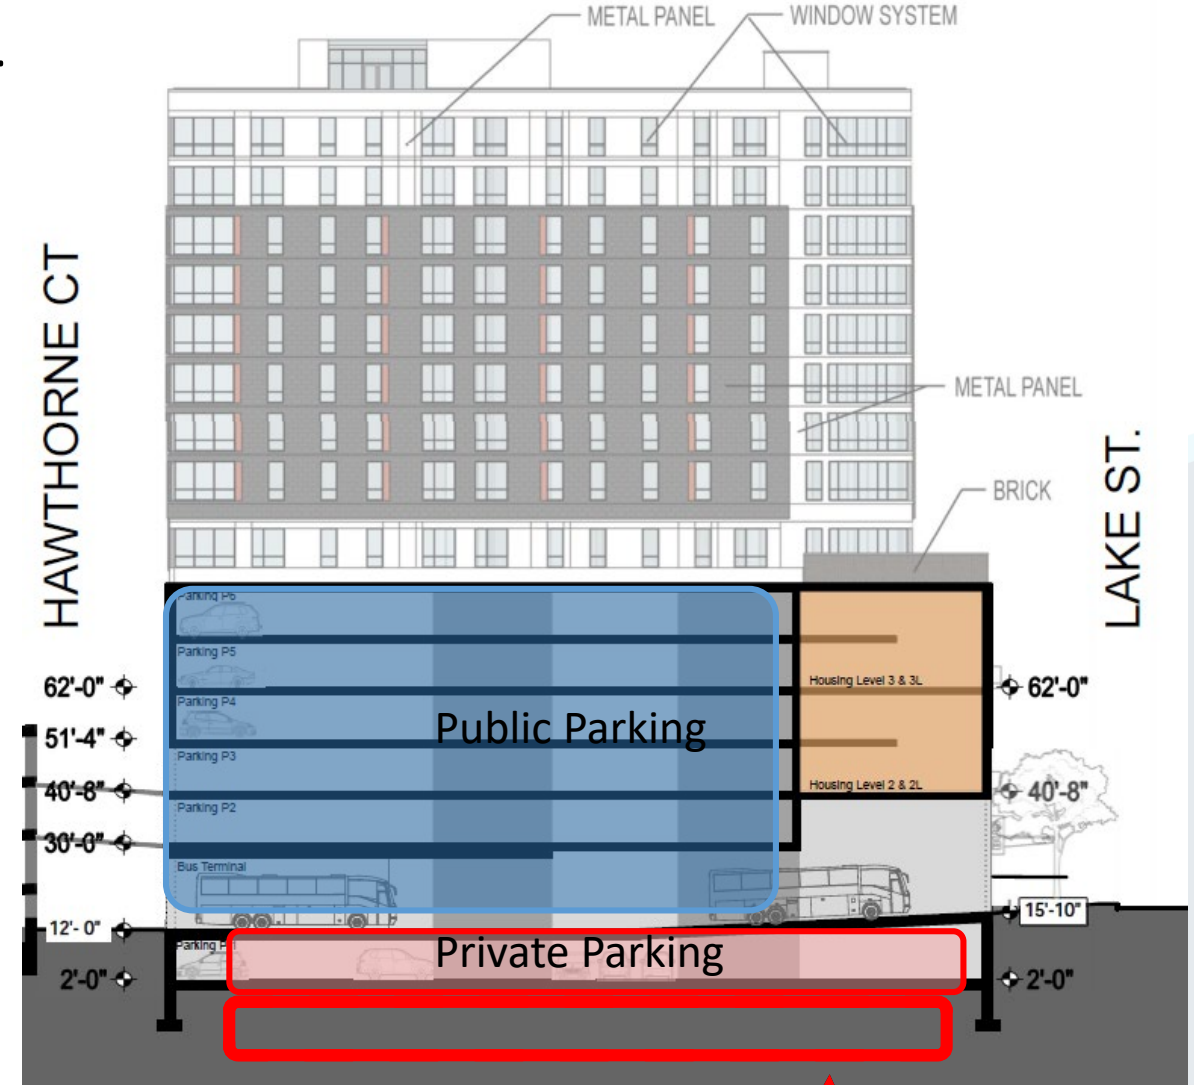 METAL PANEL
WINDOW SYSTEM
HAWTHORNE CT
METAL PANEL
LAKE ST.
BRICK
Parking P6
Parking P5
62'-0"
Housing Level 3 & 3L
62'-0"
Parking P4
Public Parking
51'-4"
Parking P3
40'-8"
Housing Level 2 & 2L
40'-8"
Parking P2
30'-0"
Bus Terminal
15'-10"
12'- 0"
Parking P1
Private Parking
2'-0"
2'-0"